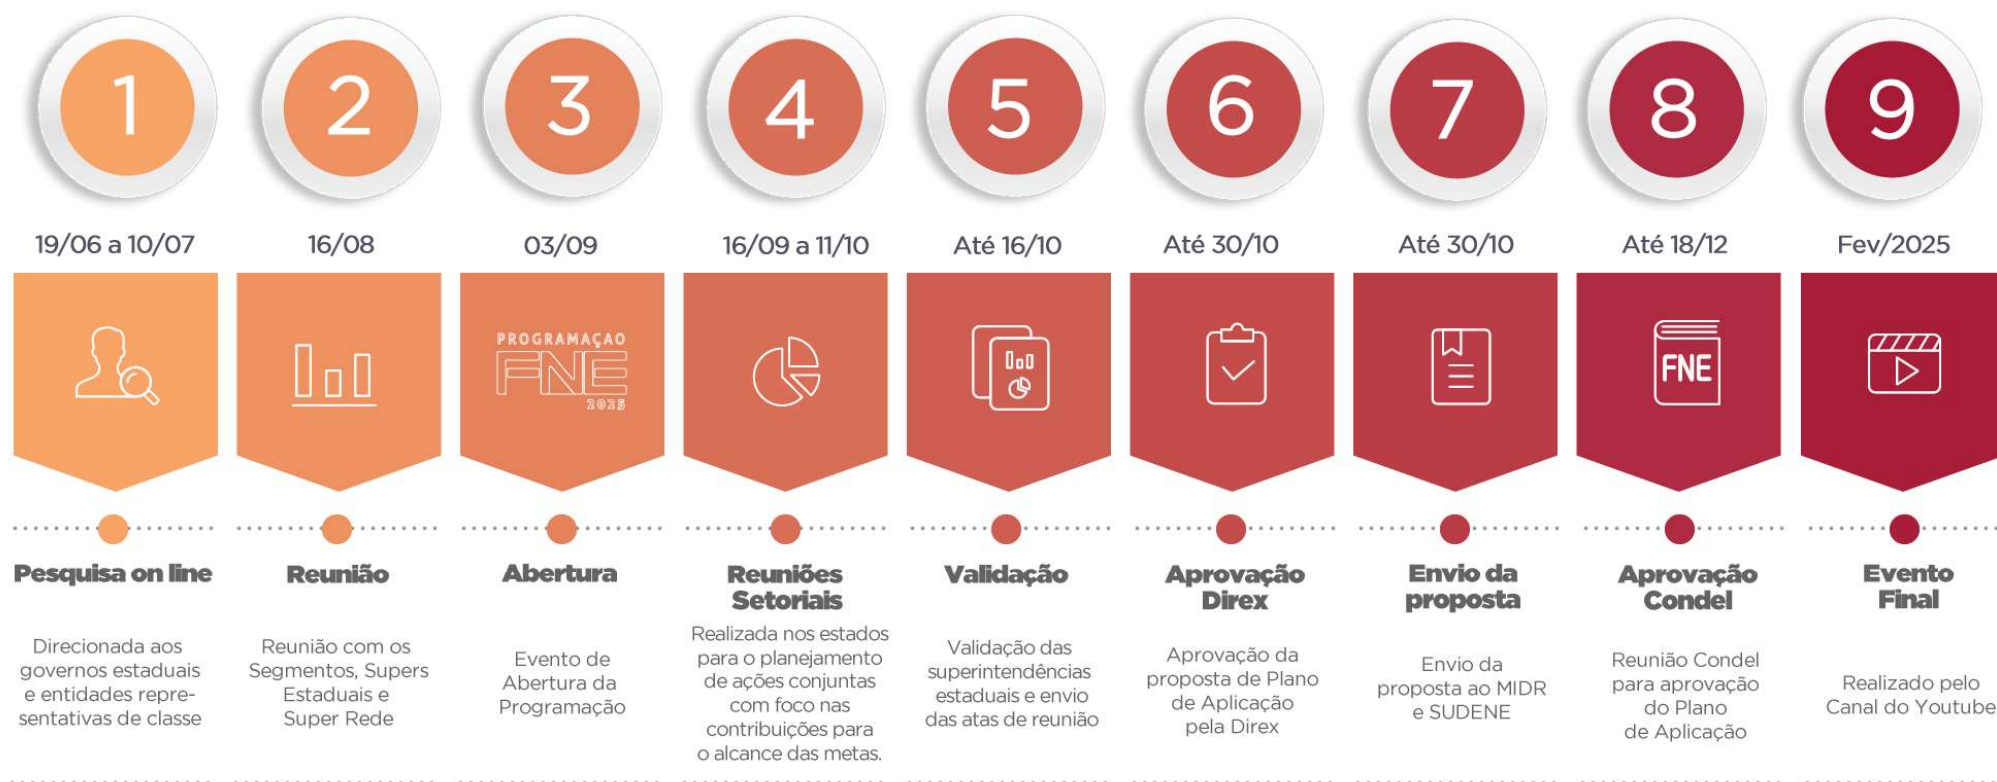 1
2
3
4
5
6
7
8
9
19/06 a 10/07
16/08
03/09
16/09 a 11/10
Até 16/10
Até 30/10
Até 30/10
Até 18/12
Fev/2025
PROGRAMAÇAO
FNE
2025
FNE
Pesquisa on line
Direcionada aos
governos estaduais
e entidades repre-
sentativas de classe
Reunião
Reunião com os
Segmentos, Supers
Estaduais e
Super Rede
Abertura
Evento de
Abertura da
Programação
Reuniões
Setoriais
Realizada nos estados
para o planejamento
de ações conjuntas
com foco nas
contribuições para
o alcance das metas.
Validação
Validação das
superintendências
estaduais e envio
das atas de reunião
Aprovação
Direx
Aprovação da
proposta de Plano
de Aplicação
pela Direx
Envio da
proposta
Envio da
proposta ao MIDR
e SUDENE
Aprovação
Condel
Reunião Condel
para aprovação
do Plano
de Aplicação
Evento
Final
Realizado pelo
Canal do Youtube